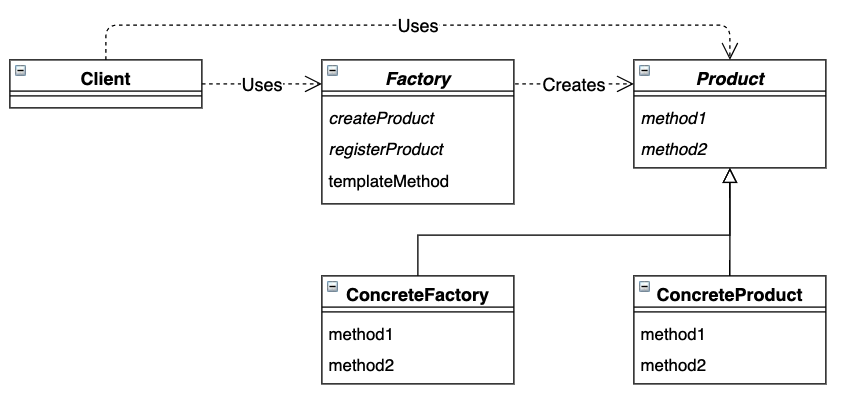 Uses
Client
Uses
Factory
Creates
Product
createProduct
registerProduct
templateMethod
method1
method2
ConcreteFactory
method1
method2
ConcreteProduct
method1
method2